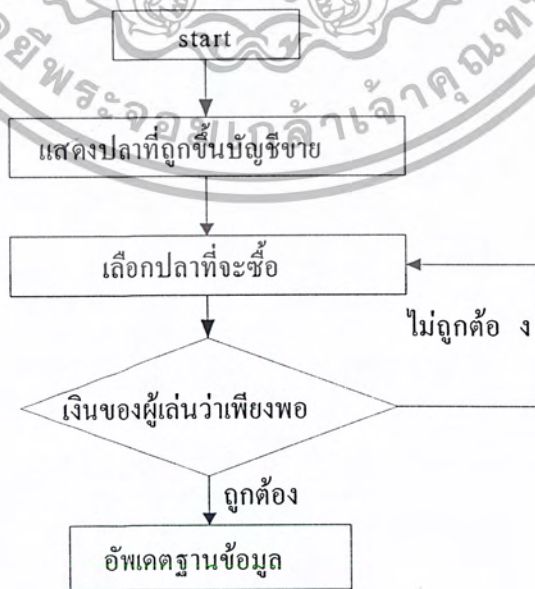 start
แสดงปลาที่ถูกขึ้นบัญชีขาย
เลือกปลาที่จะซื้อ
ไม่ถูกต้อ ง
เงินของผู้เล่นว่าเพียงพอ
ถูกต้อง
อัพเดตฐานข้อมูล